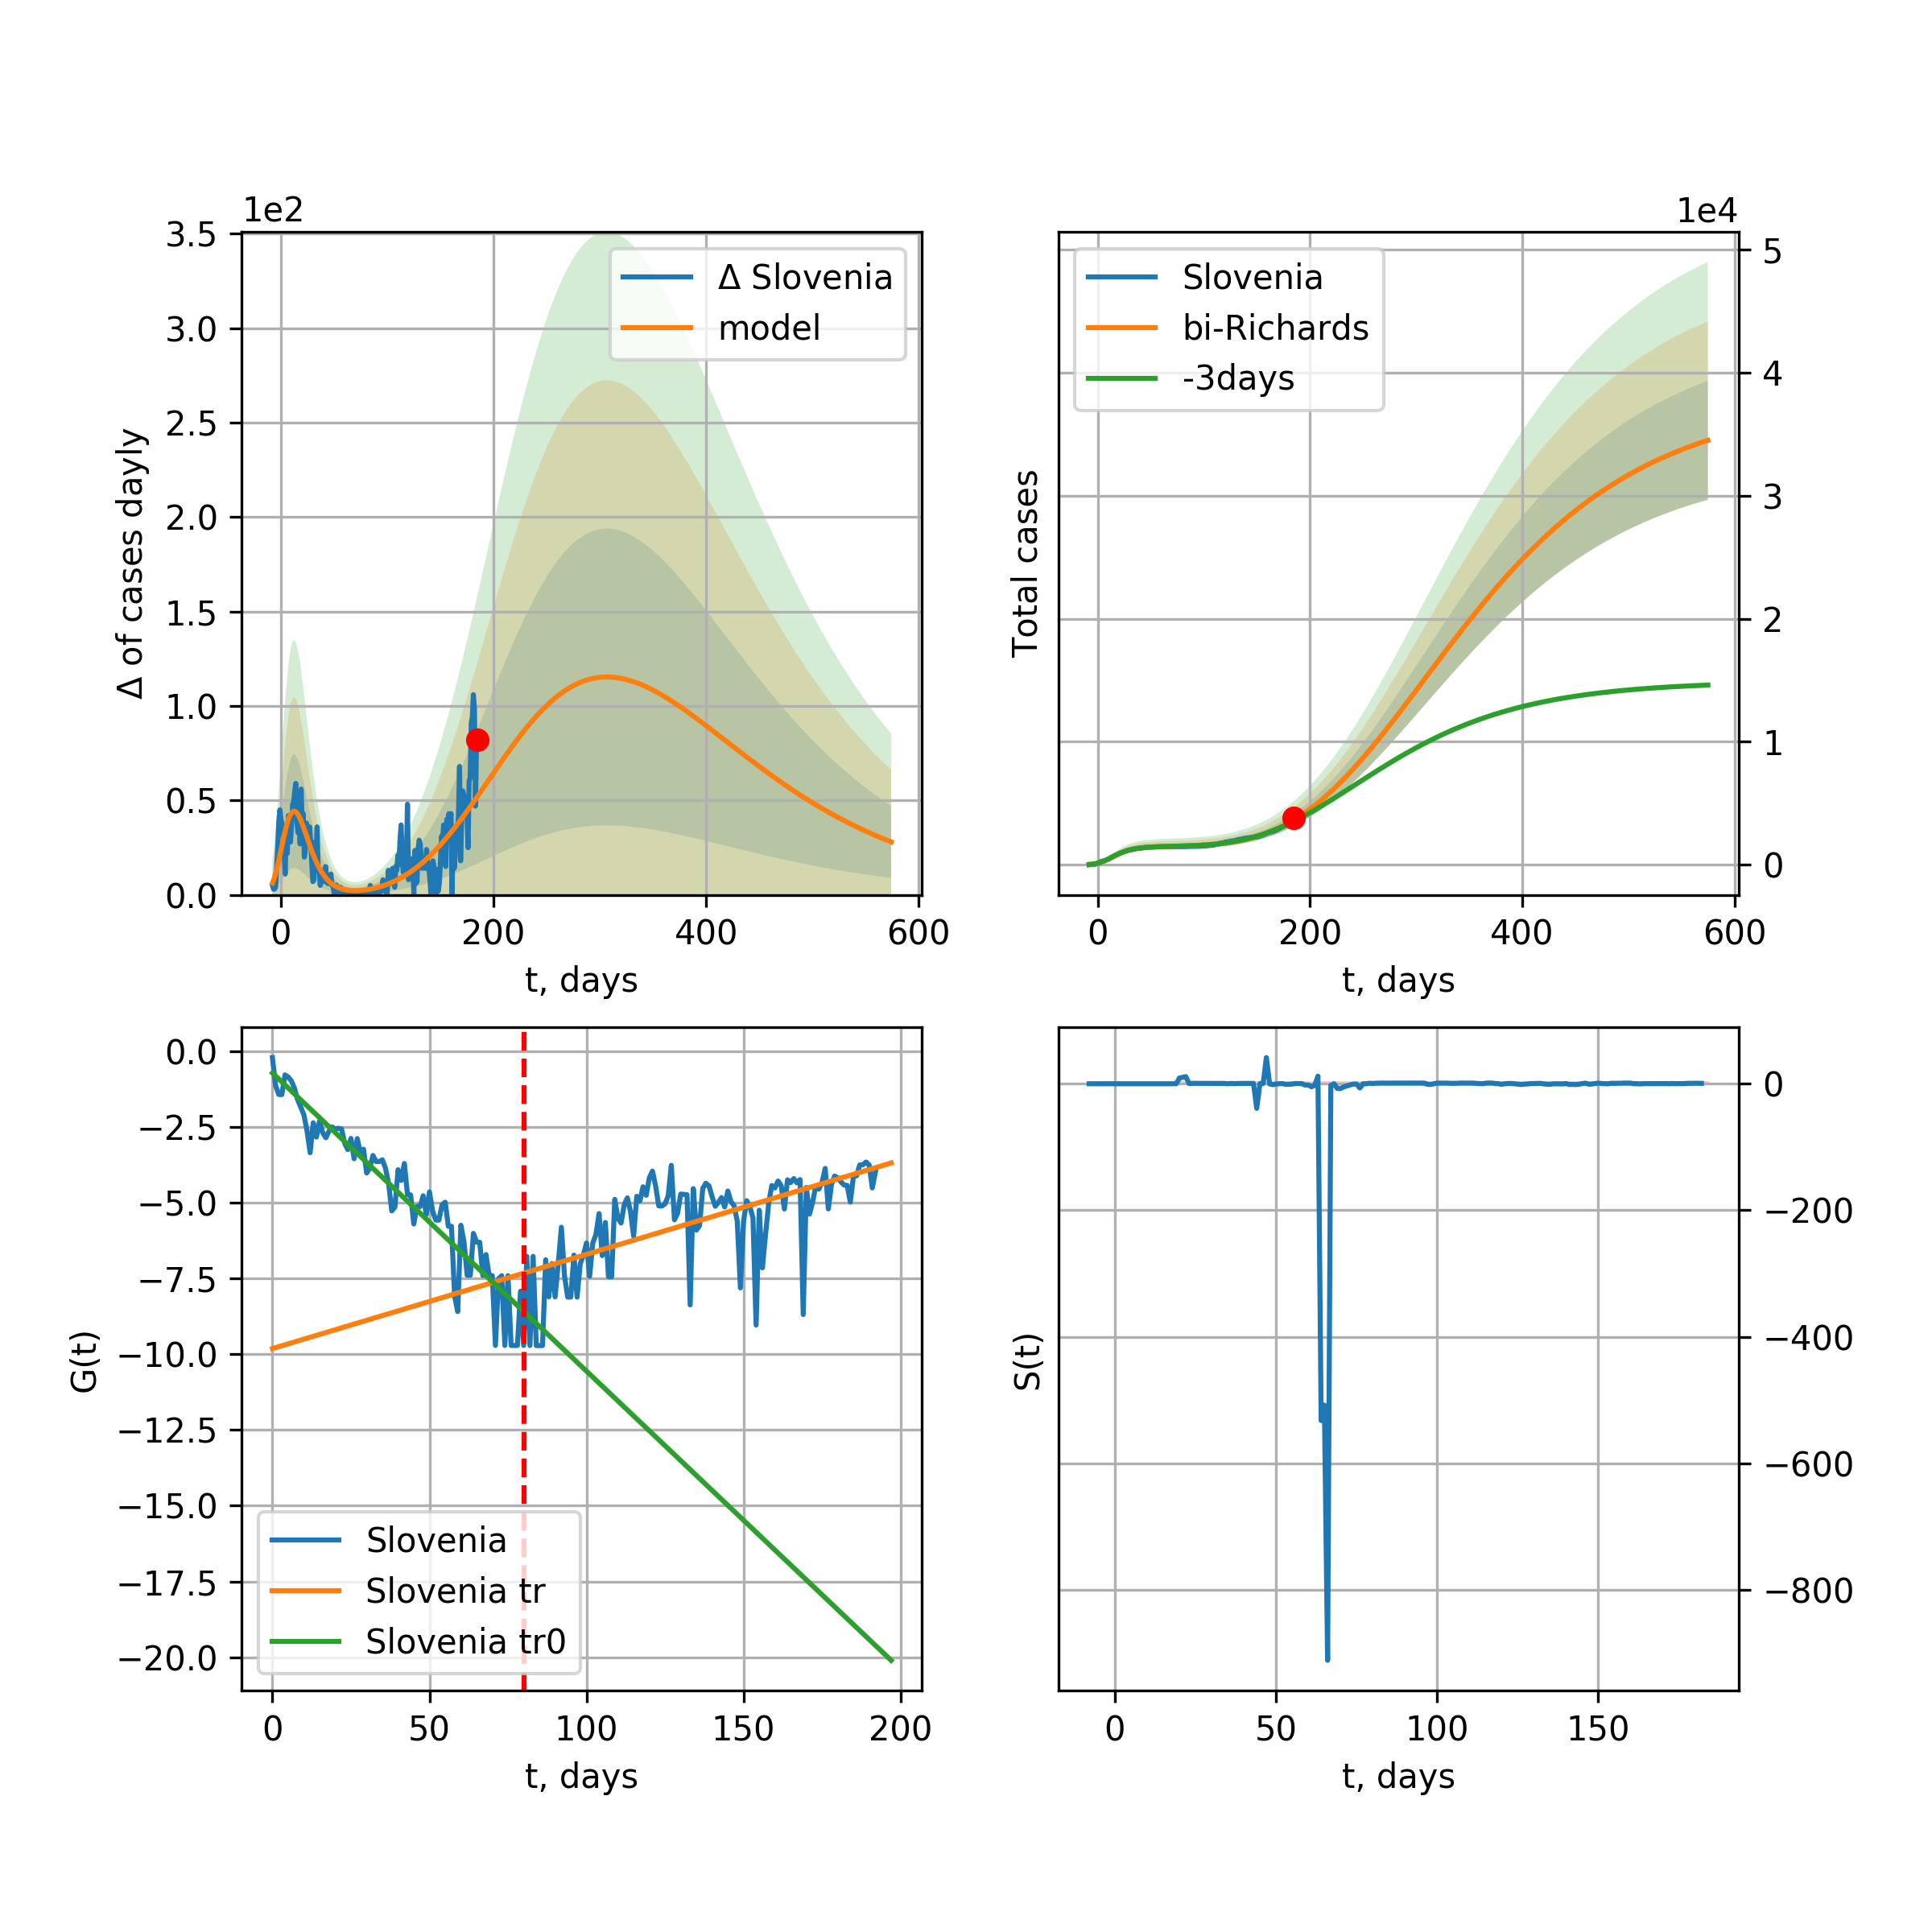 1e2
3.5
3.0
2.5
2.0
1.5
1.0
0.5
0.0
Δ of cases dayly
Δ Slovenia
model
0 200 400 600
t, days
1e4
5
4
3
2
1
0
Total cases
Slovenia
bi-Richards
-3days
0 200 400 600
t, days
0.0
−2.5
−5.0
−7.5
−10.0
−12.5
−15.0
−17.5
−20.0
G(t)
Slovenia
Slovenia tr
Slovenia tr0
0 50 100 150 200
t, days
0
−200
−400
−600
−800
S(t)
0 50 100 150
t, days